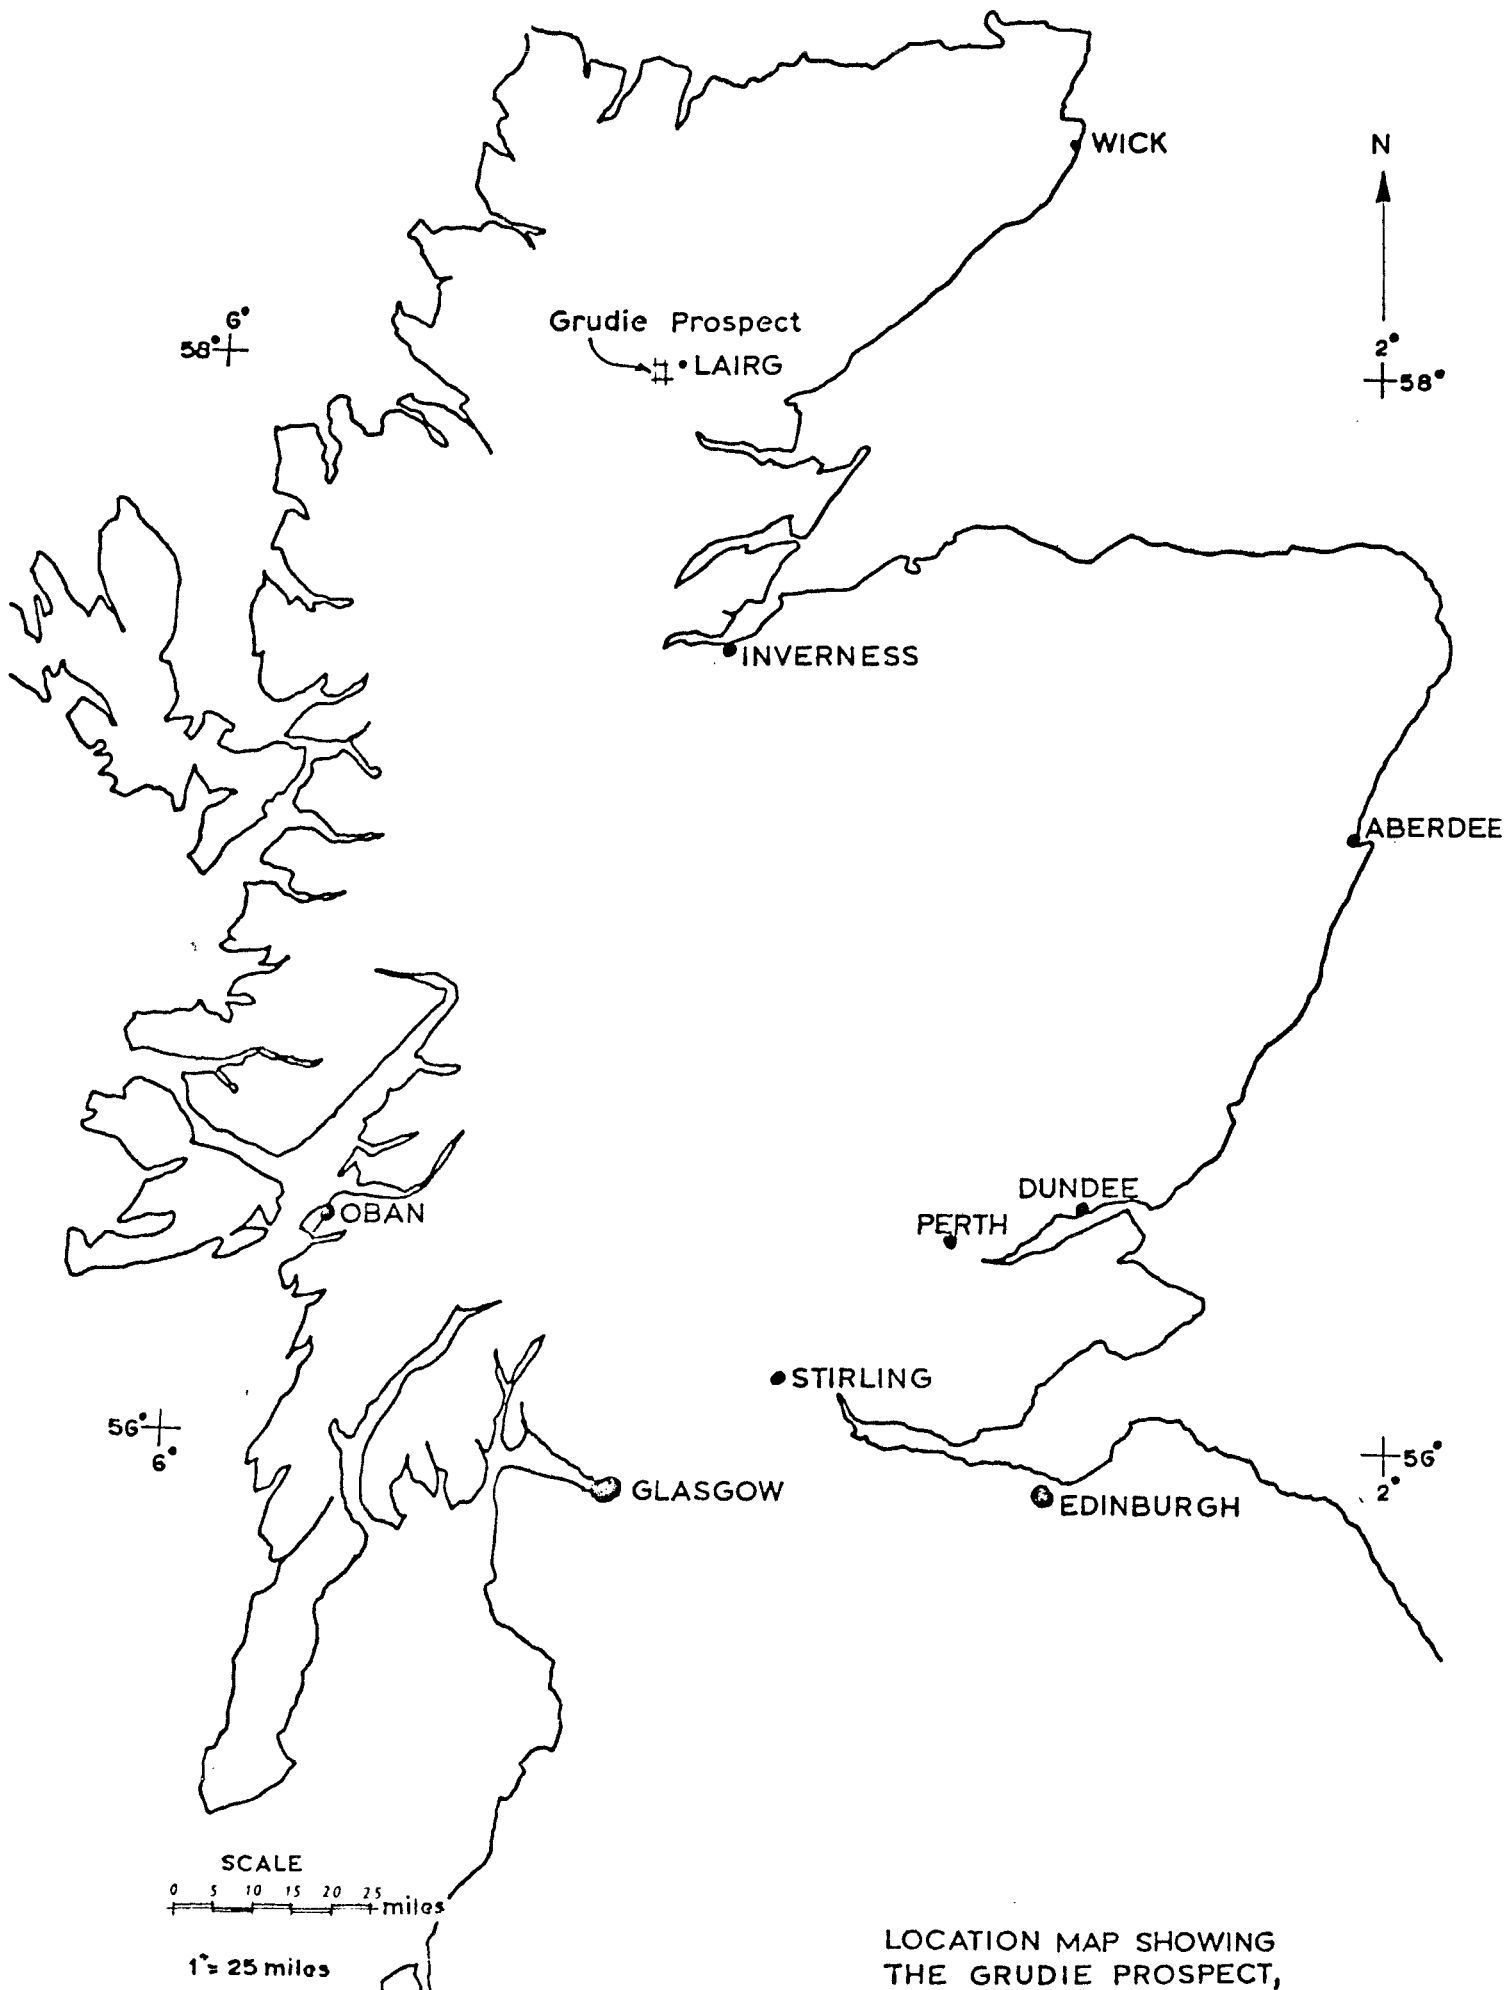 WICK
N
Grudie Prospect
6°
58°
LAIRG
2°
58°
INVERNESS
ABERDEE
DUNDEE
PERTH
OBAN
STIRLING
56°
6°
56°
2°
GLASGOW
EDINBURGH
SCALE
0 5 10 15 20 25
miles
1"= 25 miles
LOCATION MAP SHOWING
THE GRUDIE PROSPECT,